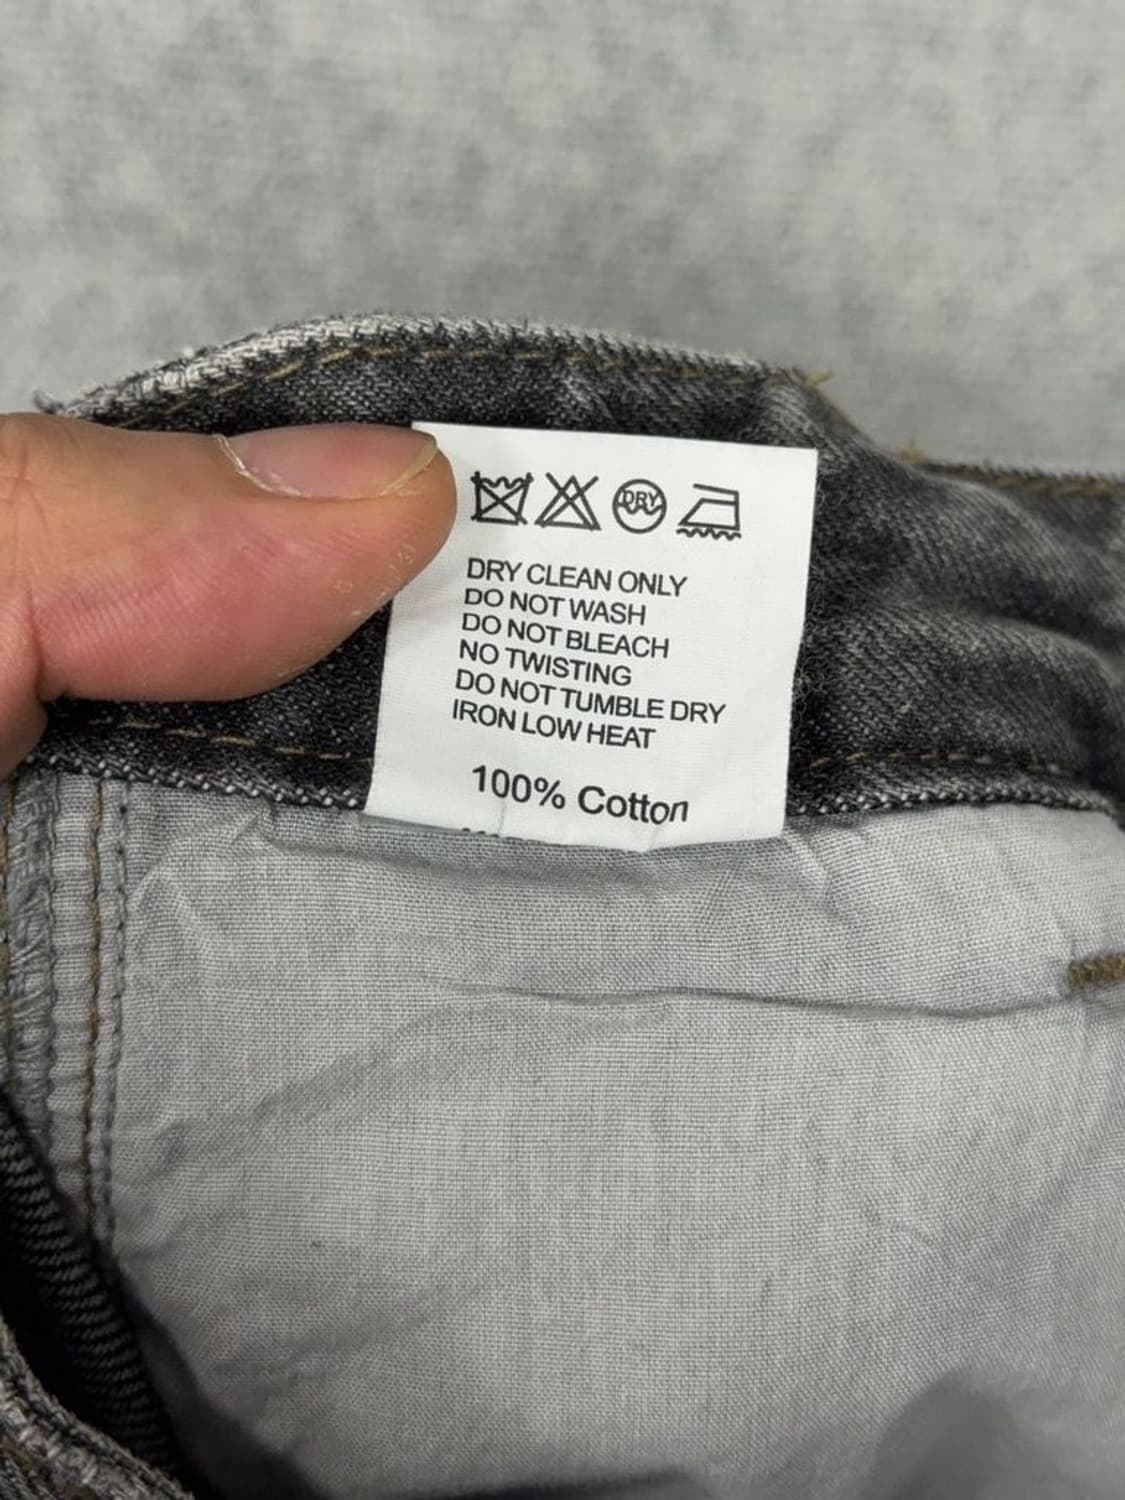 DRY
DRY CLEAN ONLY
DO NOT WASH
DO NOT BLEACH
NO TWISTING
DO NOT TUMBLE DRY
IRON LOW HEAT
100% Cotton